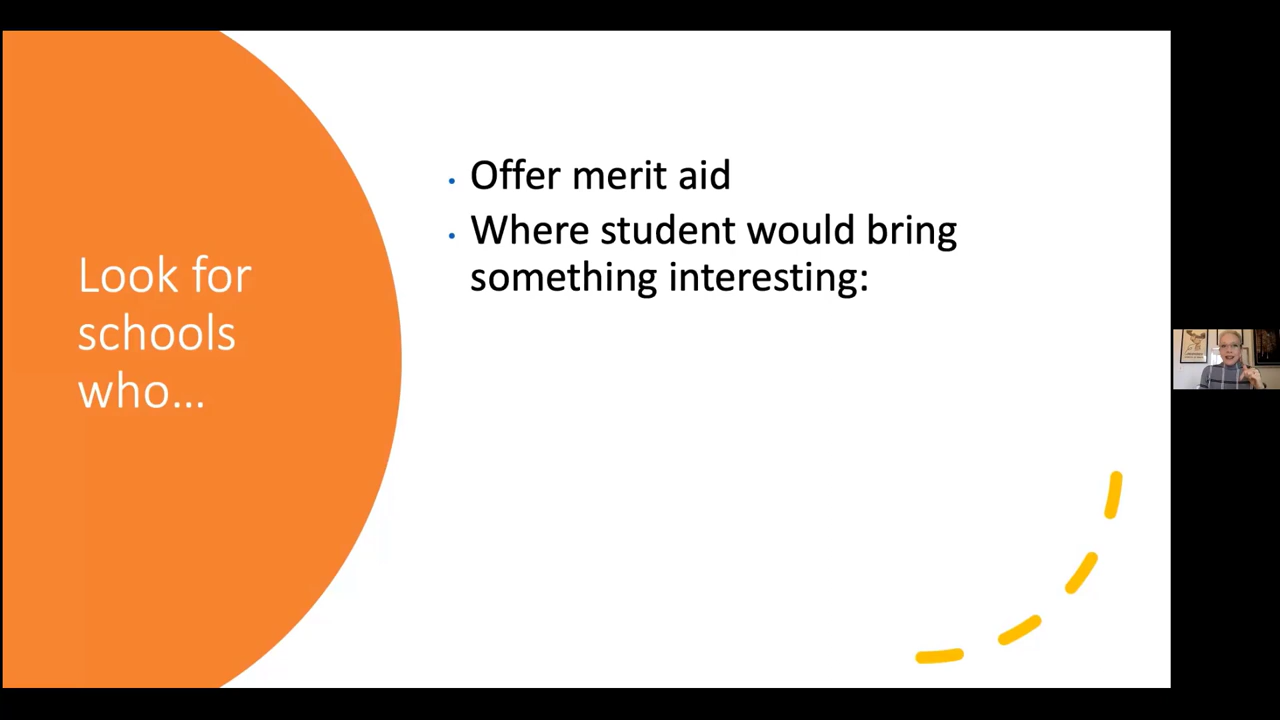 Look for
schools
who...
• Offer merit aid
• Where student would bring
something interesting: